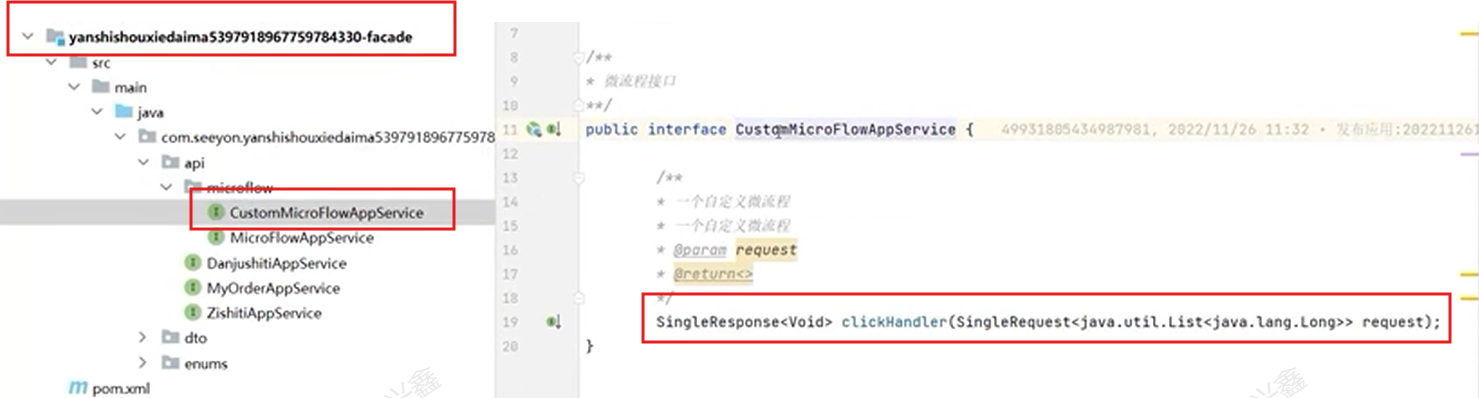 yanshishouxiedaima5397918967759784330-facade
src
main
java
com.seeyon.yanshishouxiedaima539791896775978
api
microflow
CustomMicroFlowAppService
MicroFlowAppService
DanjushitiAppService
MyOrderAppService
ZishitiAppService
dto
enums
pom.xml
7
8 /**
9 * 微流程接口
10 **/
11 public interface CustomMicroFlowAppService { 49931805434987981, 2022/11/26 11:32 · 发布应用:202211261
12
13 /**
14 * 一个自定义微流程
15 * 一个自定义微流程
16 * @param request
17 * @return<>
18 */
19 SingleResponse<Void> clickHandler(SingleRequest<java.util.List<java.lang.Long>> request);
20 }